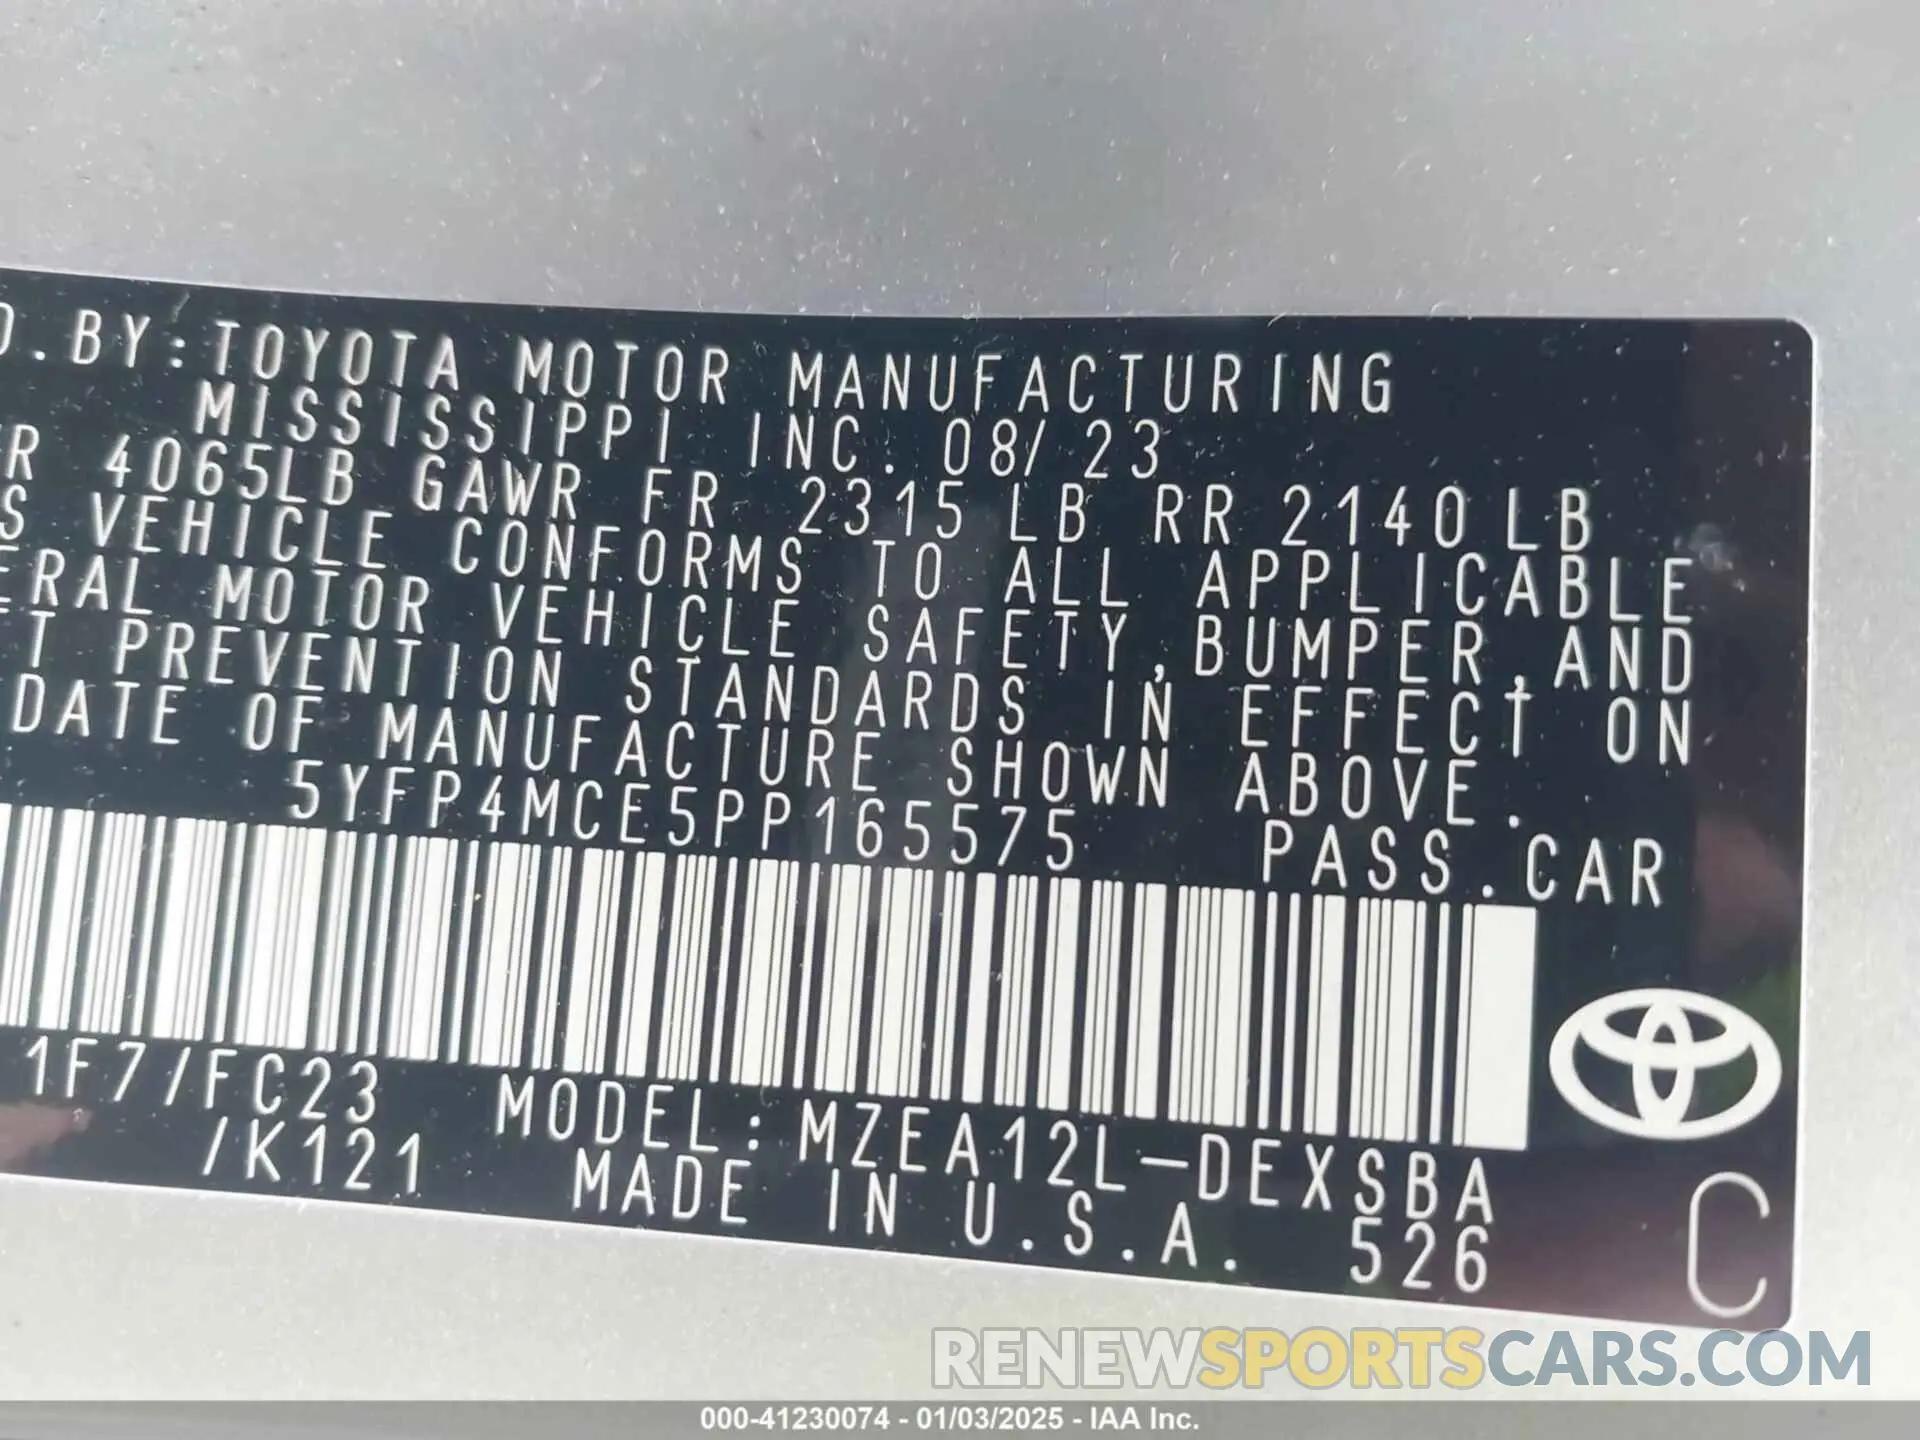 D.BY:TOYOTA MOTOR MANUFACTURING
MISSISSIPPI INC. 08/23
R 4065LB GAWR FR 2315LB RR 2140LB
S VEHICLE CONFORMS TO ALL APPLICABLE
ERAL MOTOR VEHICLE SAFETY,BUMPER,AND
FT PREVENTION STANDARDS IN EFFECT ON
DATE OF MANUFACTURE SHOWN ABOVE.
5YFP4MCE5PP165575 PASS.CAR
1F7/FC23 MODEL:MZEA12L-DEXSBA
/K121 MADE IN U.S.A. 526
C
RENEWSPORTSCARS.COM
000-41230074 - 01/03/2025 - IAA Inc.